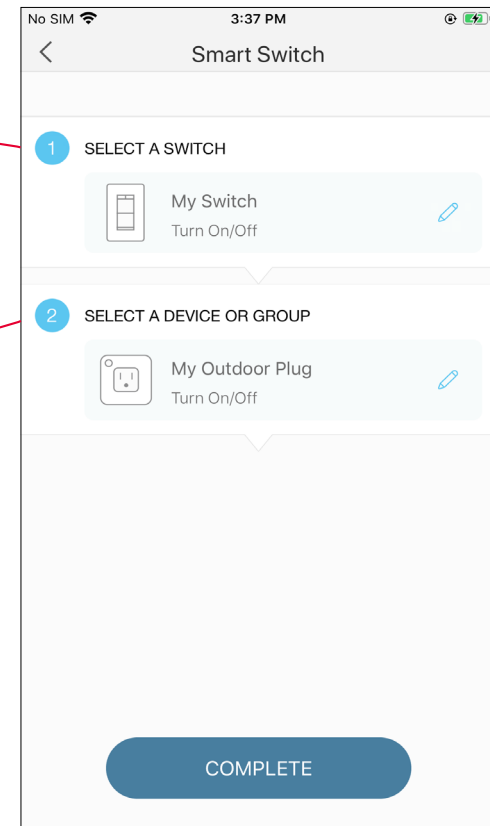 No SIM 3:37 PM
Smart Switch
1 SELECT A SWITCH
My Switch
Turn On/Off
2 SELECT A DEVICE OR GROUP
My Outdoor Plug
Turn On/Off
COMPLETE